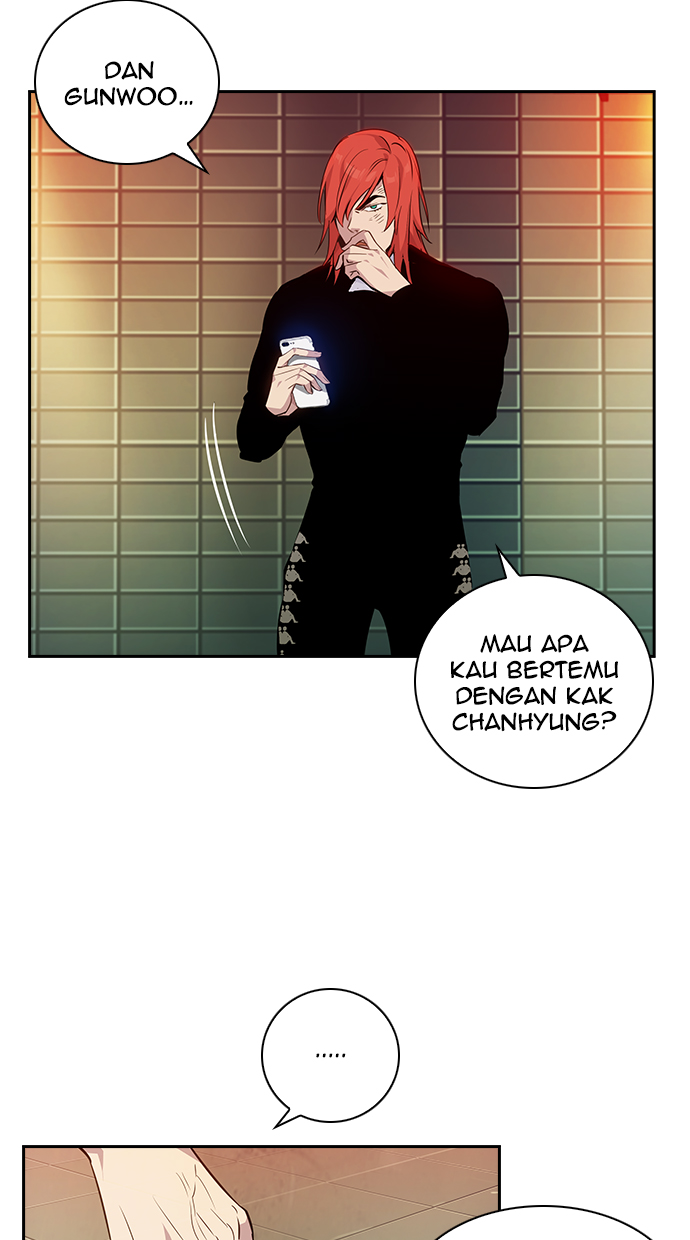 DAN
GUNWOO...
MAU APA
KAU BERTEMU
DENGAN KAK
CHANHYUNG?
.....